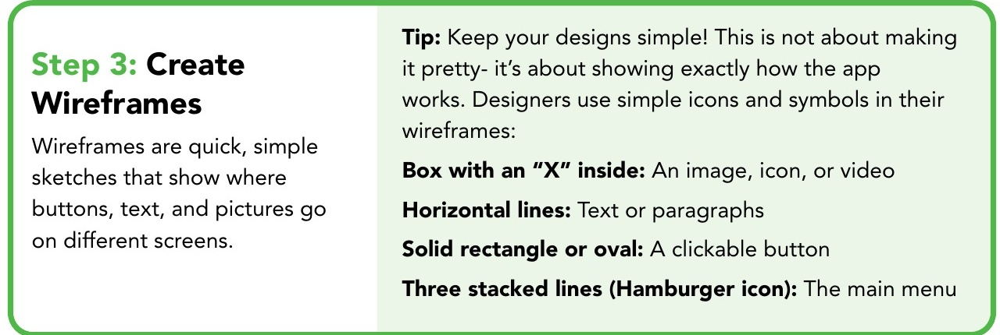 Step 3: Create
Wireframes
Wireframes are quick, simple
sketches that show where
buttons, text, and pictures go
on different screens.
Tip: Keep your designs simple! This is not about making
it pretty- it’s about showing exactly how the app
works. Designers use simple icons and symbols in their
wireframes:
Box with an “X” inside: An image, icon, or video
Horizontal lines: Text or paragraphs
Solid rectangle or oval: A clickable button
Three stacked lines (Hamburger icon): The main menu